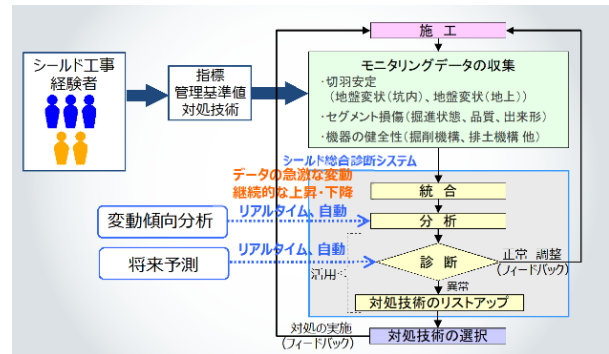 施 工
シールド工事
経験者
指標
管理基準値
対処技術
モニタリングデータの収集
・切羽安定
（地盤変状（坑内）、地盤変状（地上））
・セグメント損傷（掘進状態、品質、出来形）
・機器の健全性（掘削機構、排土機構 他）
シールド総合診断システム
データの急激な変動
継続的な上昇・下降
統 合
変動傾向分析
リアルタイム、自動
分 析
将来予測
リアルタイム、自動
診 断
正常 調整
（フィードバック）
活用
異常
対処技術のリストアップ
対処の実施
（フィードバック）
対処技術の選択